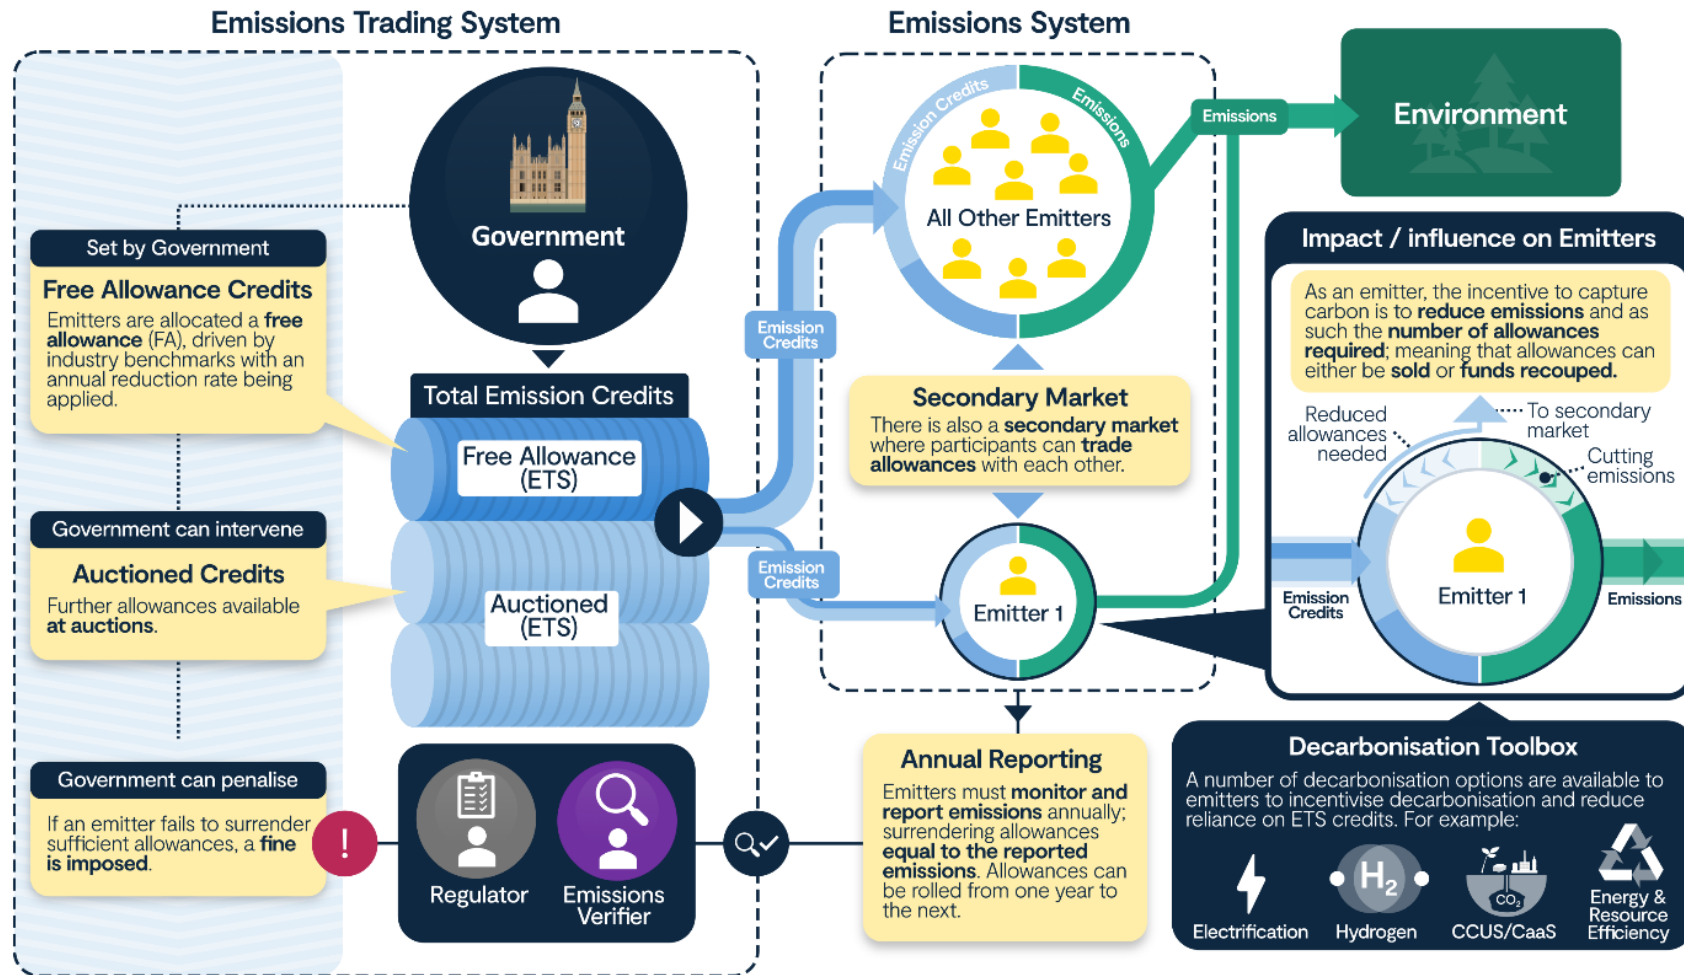 Emissions Trading System
Government
Set by Government
Free Allowance Credits
Emitters are allocated a free
allowance (FA), driven by
industry benchmarks with an
annual reduction rate being
applied.
Government can intervene
Auctioned Credits
Further allowances available
at auctions.
Government can penalise
If an emitter fails to surrender
sufficient allowances, a fine
is imposed.
!
Total Emission Credits
Free Allowance
(ETS)
Auctioned
(ETS)
Regulator
Emissions
Verifier
Emission
Credits
Emission
Credits
Emissions System
Emission Credits
Emissions
All Other Emitters
Secondary Market
There is also a secondary market
where participants can trade
allowances with each other.
Emitter 1
Annual Reporting
Emitters must monitor and
report emissions annually;
surrendering allowances
equal to the reported
emissions. Allowances can
be rolled from one year to
the next.
Emissions
Environment
Impact / influence on Emitters
As an emitter, the incentive to capture
carbon is to reduce emissions and as
such the number of allowances
required; meaning that allowances can
either be sold or funds recouped.
Reduced
allowances
needed
To secondary
market
Cutting
emissions
Emission
Credits
Emitter 1
Emissions
Decarbonisation Toolbox
A number of decarbonisation options are available to
emitters to incentivise decarbonisation and reduce
reliance on ETS credits. For example:
Electrification
H2
Hydrogen
CO2
CCUS/CaaS
Energy &
Resource
Efficiency